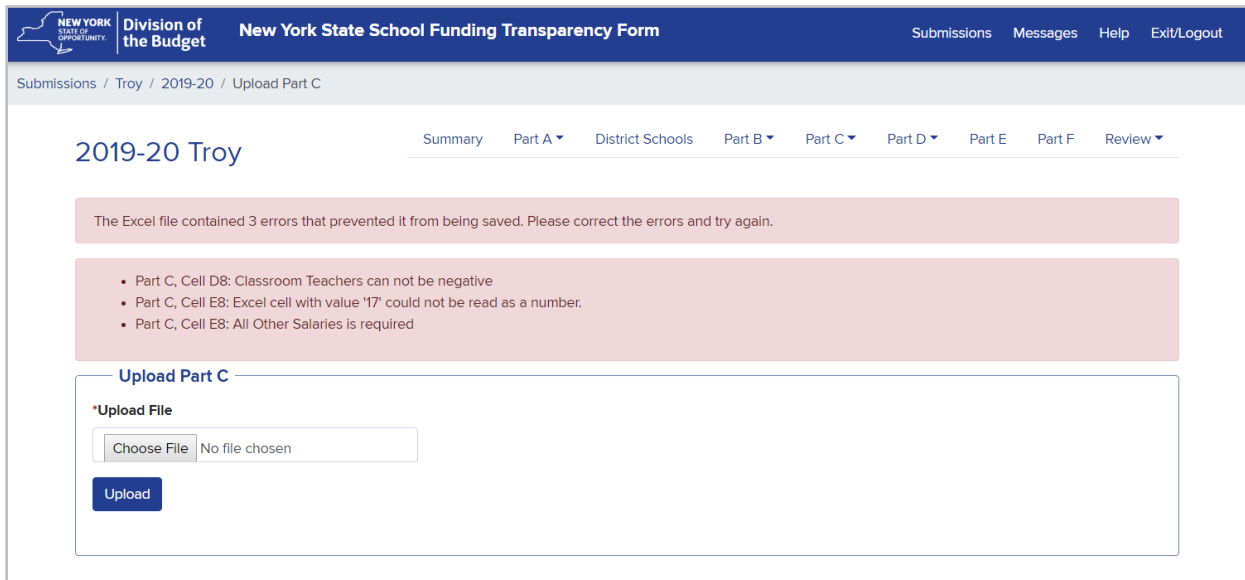 NEW YORK
STATE OF
OPPORTUNITY.
Division of
the Budget
New York State School Funding Transparency Form
Submissions Messages Help Exit/Logout
Submissions / Troy / 2019-20 / Upload Part C
2019-20 Troy
Summary Part A District Schools Part B Part C Part D Part E Part F Review
The Excel file contained 3 errors that prevented it from being saved. Please correct the errors and try again.
• Part C, Cell D8: Classroom Teachers can not be negative
• Part C, Cell E8: Excel cell with value '17' could not be read as a number.
• Part C, Cell E8: All Other Salaries is required
Upload Part C
*Upload File
Choose File No file chosen
Upload